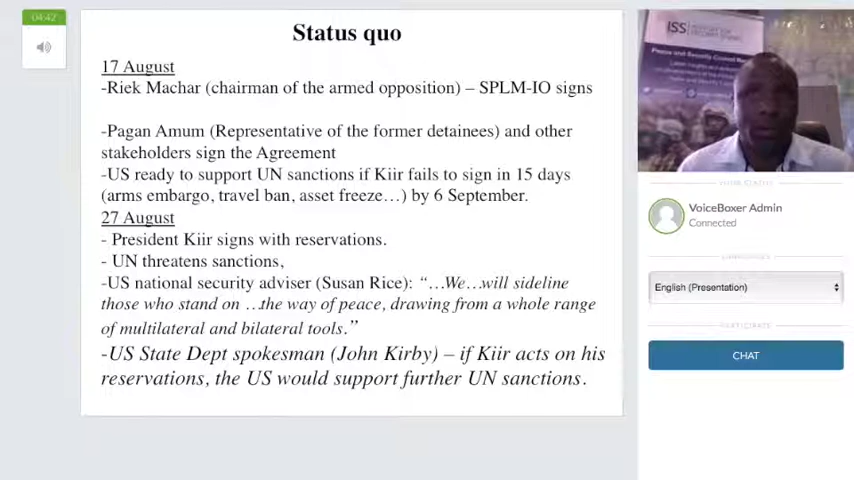 04:42
Status quo
17 August
-Riek Machar (chairman of the armed opposition) – SPLM-IO signs
-Pagan Amum (Representative of the former detainees) and other
stakeholders sign the Agreement
-US ready to support UN sanctions if Kiir fails to sign in 15 days
(arms embargo, travel ban, asset freeze…) by 6 September.
27 August
- President Kiir signs with reservations.
- UN threatens sanctions,
-US national security adviser (Susan Rice): “…We…will sideline
those who stand on …the way of peace, drawing from a whole range
of multilateral and bilateral tools.”
-US State Dept spokesman (John Kirby) – if Kiir acts on his
reservations, the US would support further UN sanctions.
ISS
VoiceBoxer Admin
Connected
English (Presentation)
PARTICIPATE
CHAT